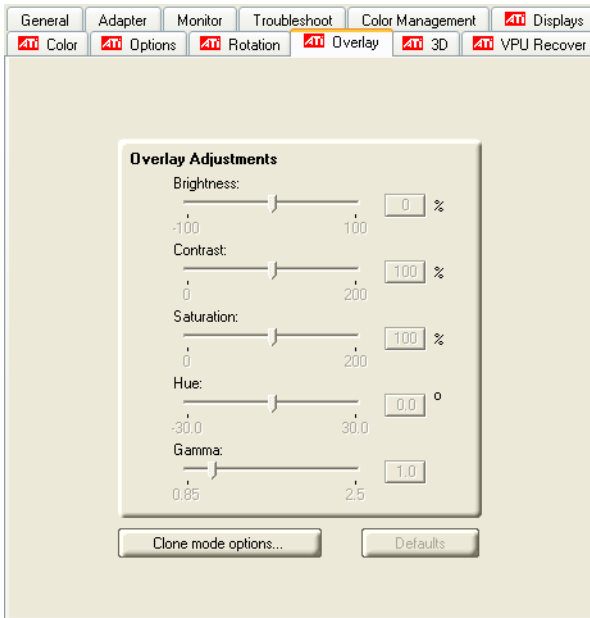 General Adapter Monitor Troubleshoot Color Management ATI Displays
ATI Color ATI Options ATI Rotation ATI Overlay ATI 3D ATI VPU Recover
Overlay Adjustments
Brightness:
0 %
-100 100
Contrast:
100 %
0 200
Saturation:
100 %
0 200
Hue:
0.0 °
-30.0 30.0
Gamma:
1.0
0.85 2.5
Clone mode options... Defaults